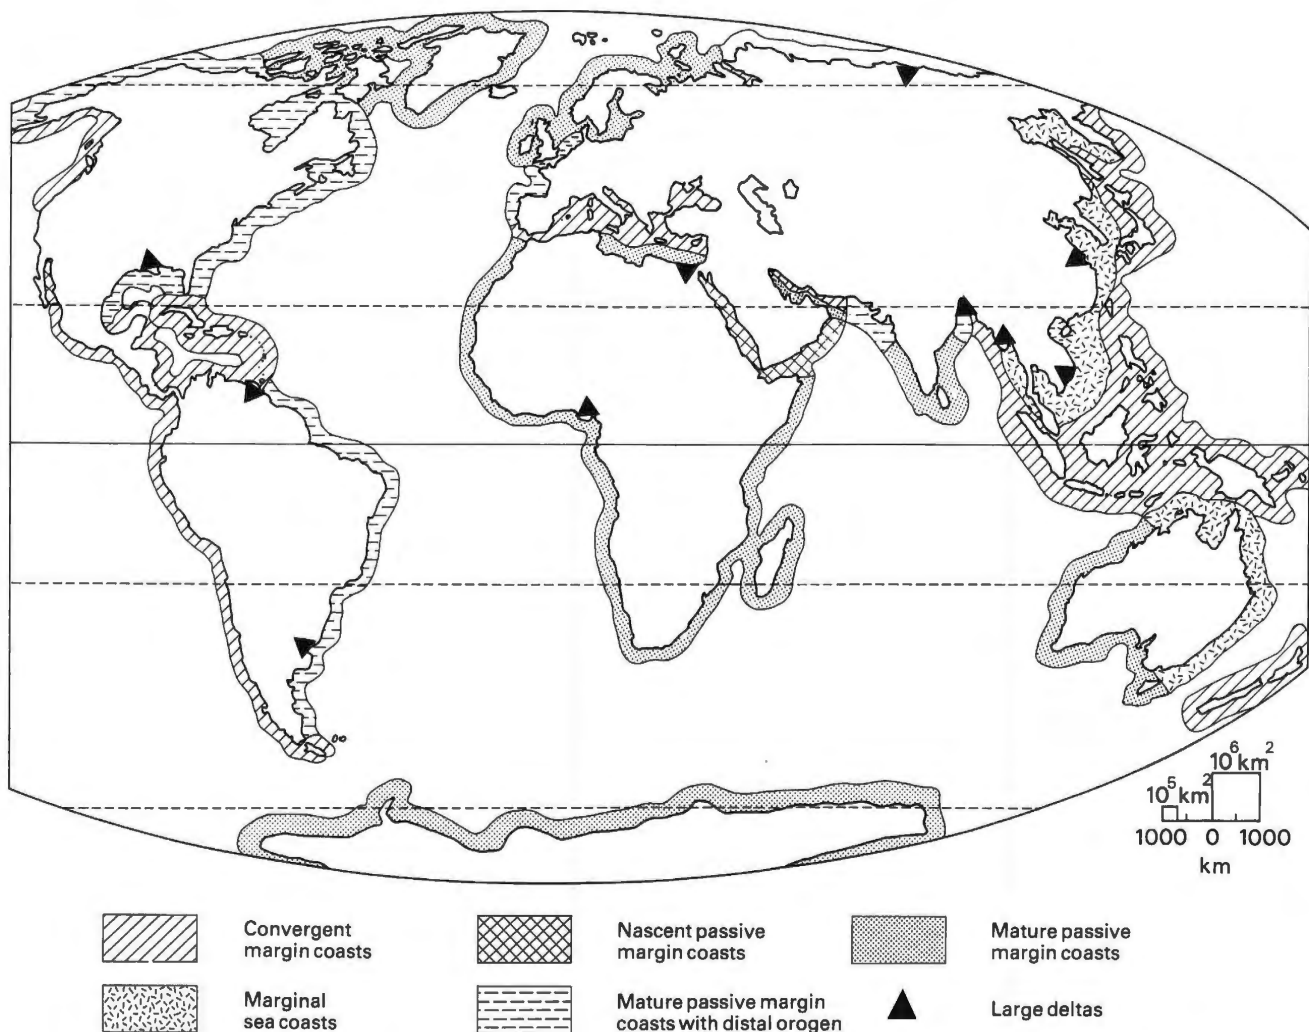 10⁶km²
10⁵km²
1000 0 1000
km
Convergent
margin coasts
Nascent passive
margin coasts
Mature passive
margin coasts
Marginal
sea coasts
Mature passive margin
coasts with distal orogen
Large deltas